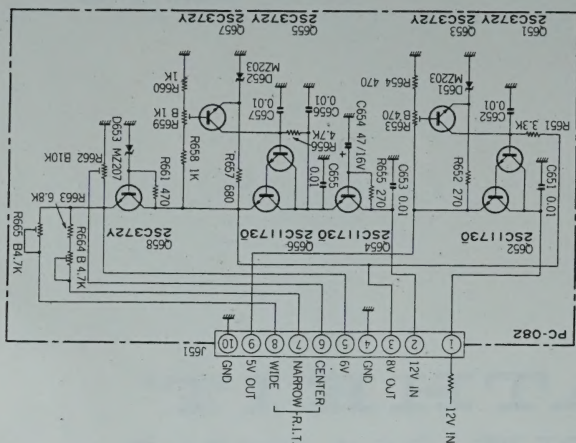 12V IN
12V IN
8V OUT
GND
6V
CENTER
NARROW
R.I.T
WIDE
5V OUT
GND
1
2
3
4
5
6
7
8
9
10
J651
PC-082
Q652
2SC1173Ō
Q654
2SC1173Ō
Q656
2SC1173Ō
Q658
2SC372Y
C651 0.01
R652 270
R651 3.3K
C652
0.01
D651
MZ203
R653
B 470
R654 470
C653 0.01
R655 270
C654 47/16V
C655
0.01
R656
4.7K
C656
0.01
C657
0.01
R657 680
D652
MZ203
R658 1K
R659
B 1K
R660
1K
R661 470
D653 MZ207
R662 B10K
R663 6.8K
R664 B 4.7K
R665 B4.7K
Q651
2SC372Y
Q653
2SC372Y
Q655
2SC372Y
Q657
2SC372Y